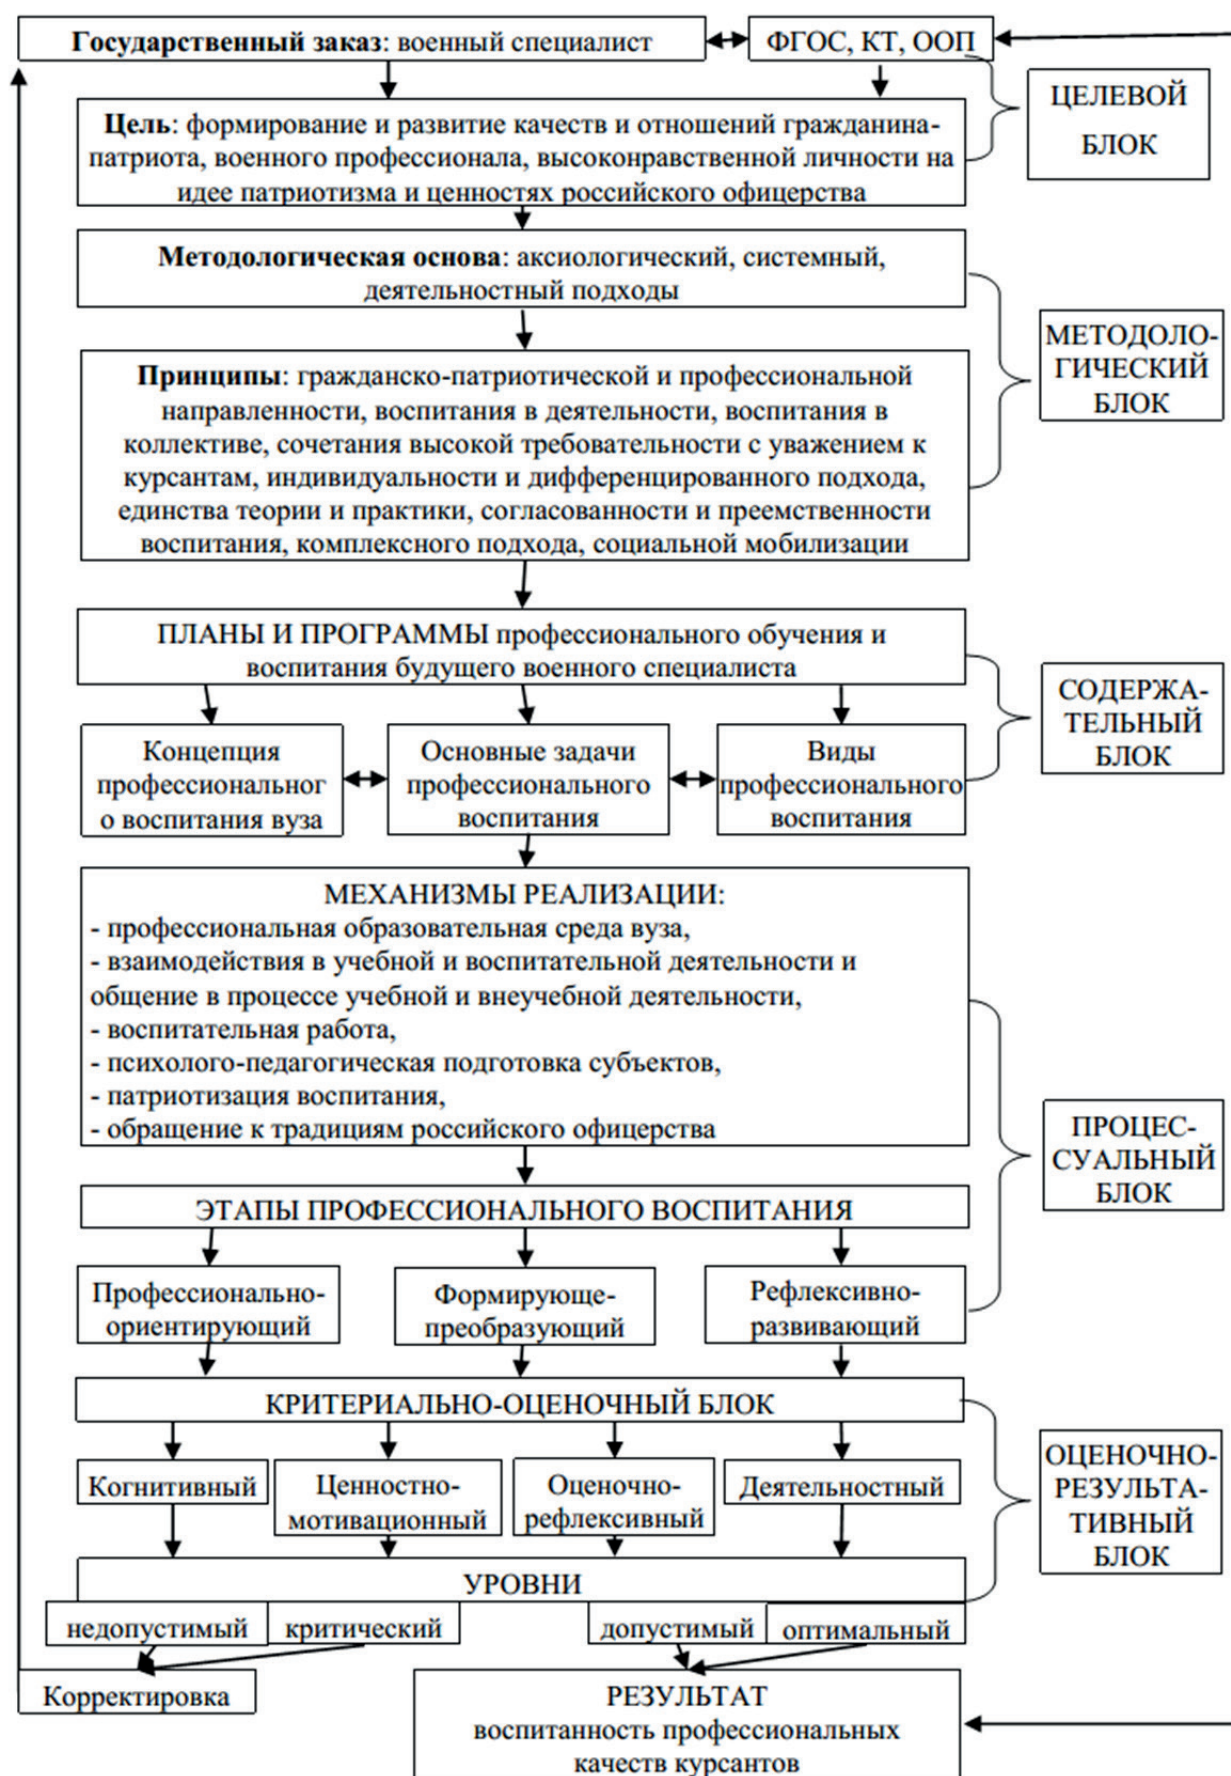 Государственный заказ: военный специалист
ФГОС, КТ, ООП
ЦЕЛЕВОЙ
БЛОК
Цель: формирование и развитие качеств и отношений гражданина-
патриота, военного профессионала, высоконравственной личности на
идее патриотизма и ценностях российского офицерства
Методологическая основа: аксиологический, системный,
деятельностный подходы
МЕТОДОЛО-
ГИЧЕСКИЙ
БЛОК
Принципы: гражданско-патриотической и профессиональной
направленности, воспитания в деятельности, воспитания в
коллективе, сочетания высокой требовательности с уважением к
курсантам, индивидуальности и дифференцированного подхода,
единства теории и практики, согласованности и преемственности
воспитания, комплексного подхода, социальной мобилизации
ПЛАНЫ И ПРОГРАММЫ профессионального обучения и
воспитания будущего военного специалиста
СОДЕРЖА-
ТЕЛЬНЫЙ
БЛОК
Концепция
профессиональног
о воспитания вуза
Основные задачи
профессионального
воспитания
Виды
профессионального
воспитания
МЕХАНИЗМЫ РЕАЛИЗАЦИИ:
- профессиональная образовательная среда вуза,
- взаимодействия в учебной и воспитательной деятельности и
общение в процессе учебной и внеучебной деятельности,
- воспитательная работа,
- психолого-педагогическая подготовка субъектов,
- патриотизация воспитания,
- обращение к традициям российского офицерства
ПРОЦЕС-
СУАЛЬНЫЙ
БЛОК
ЭТАПЫ ПРОФЕССИОНАЛЬНОГО ВОСПИТАНИЯ
Профессионально-
ориентирующий
Формирующе-
преобразующий
Рефлексивно-
развивающий
КРИТЕРИАЛЬНО-ОЦЕНОЧНЫЙ БЛОК
Когнитивный
Ценностно-
мотивационный
Оценочно-
рефлексивный
Деятельностный
ОЦЕНОЧНО-
РЕЗУЛЬТА-
ТИВНЫЙ
БЛОК
УРОВНИ
недопустимый
критический
допустимый
оптимальный
Корректировка
РЕЗУЛЬТАТ
воспитанность профессиональных
качеств курсантов